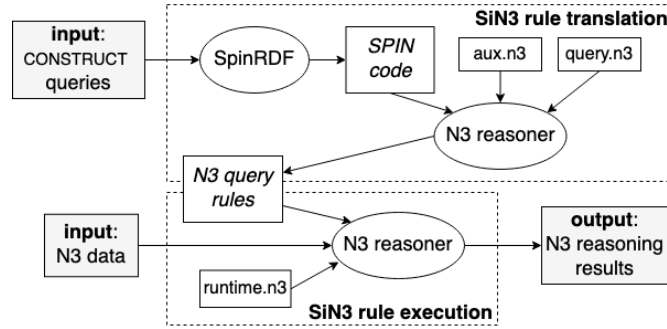 SiN3 rule translation
input:
CONSTRUCT
queries
SpinRDF
SPIN
code
aux.n3
query.n3
N3 reasoner
N3 query
rules
input:
N3 data
N3 reasoner
runtime.n3
output:
N3 reasoning
results
SiN3 rule execution